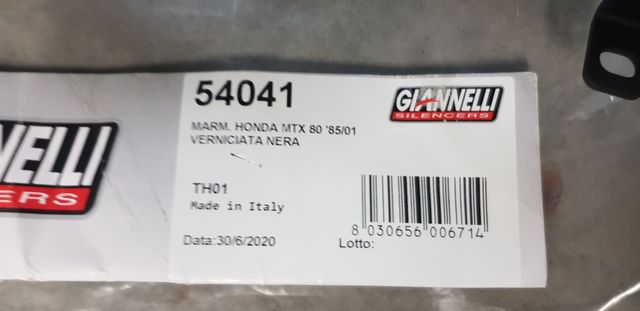 54041
GIANNELLI
SILENCERS
MARM. HONDA MTX 80 '85/01
VERNICIATA NERA
TH01
Made in Italy
8 030656 006714
Data:30/6/2020
Lotto:
NELLI
ERS